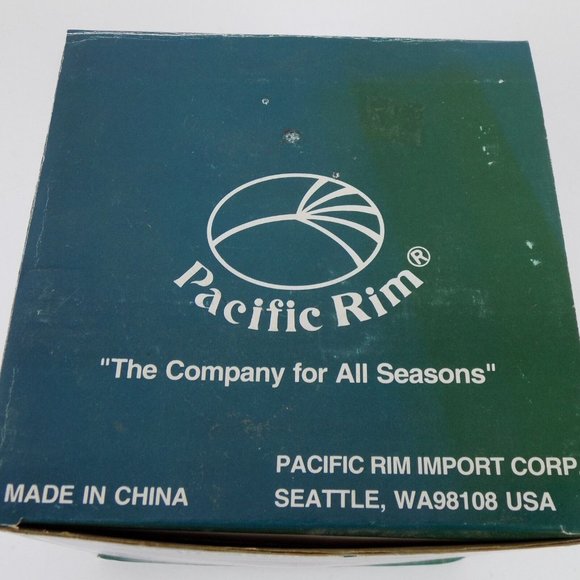 Pacific Rim®
"The Company for All Seasons"
PACIFIC RIM IMPORT CORP
MADE IN CHINA
SEATTLE, WA98108 USA